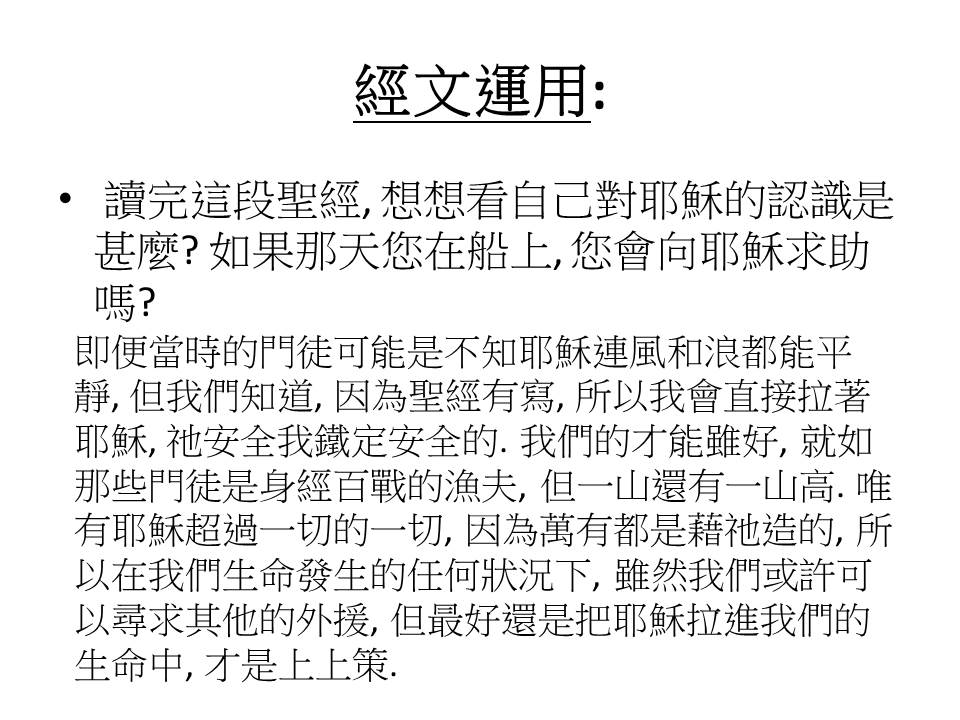 經文運用:
• 讀完這段聖經, 想想看自己對耶穌的認識是
甚麼? 如果那天您在船上, 您會向耶穌求助
嗎?
即便當時的門徒可能是不知耶穌連風和浪都能平
靜, 但我們知道, 因為聖經有寫, 所以我會直接拉著
耶穌, 祂安全我鐵定安全的. 我們的才能雖好, 就如
那些門徒是身經百戰的漁夫, 但一山還有一山高. 唯
有耶穌超過一切的一切, 因為萬有都是藉祂造的, 所
以在我們生命發生的任何狀況下, 雖然我們或許可
以尋求其他的外援, 但最好還是把耶穌拉進我們的
生命中, 才是上上策.